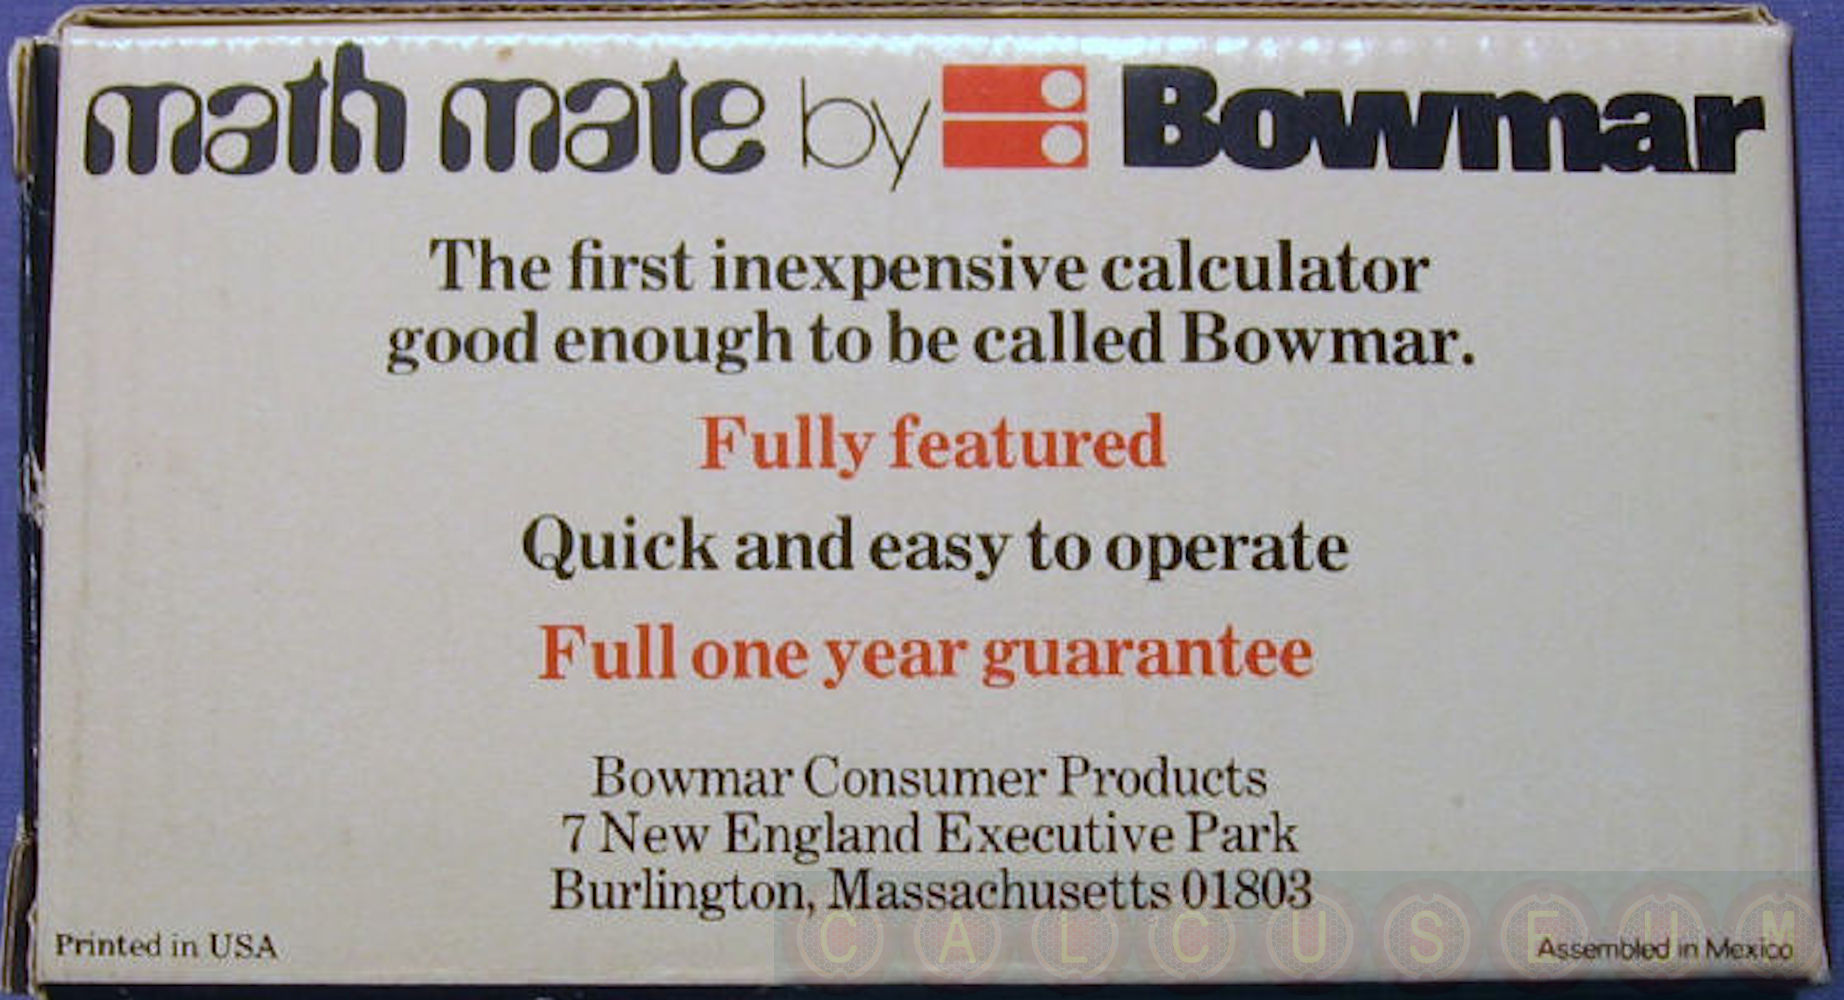 math mate by Bowmar
The first inexpensive calculator
good enough to be called Bowmar.
Fully featured
Quick and easy to operate
Full one year guarantee
Bowmar Consumer Products
7 New England Executive Park
Burlington, Massachusetts 01803
Printed in USA
Assembled in Mexico
CALCUSEUM